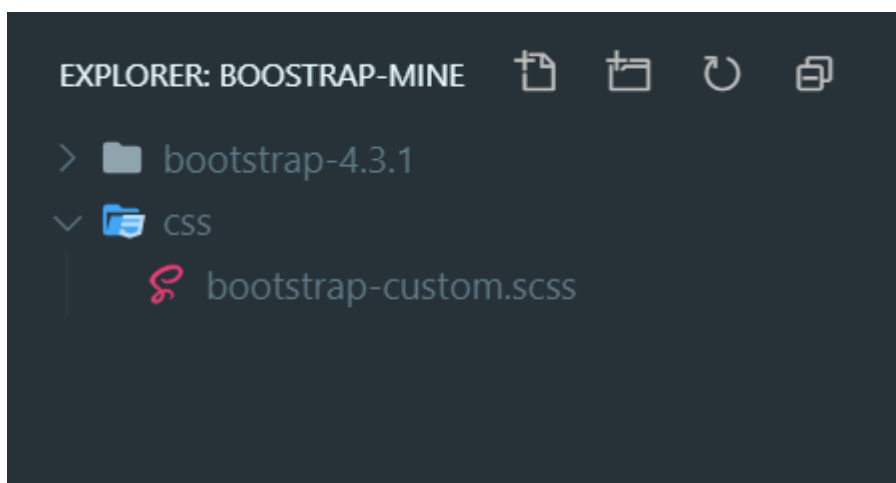 EXPLORER: BOOSTRAP-MINE
bootstrap-4.3.1
css
bootstrap-custom.scss